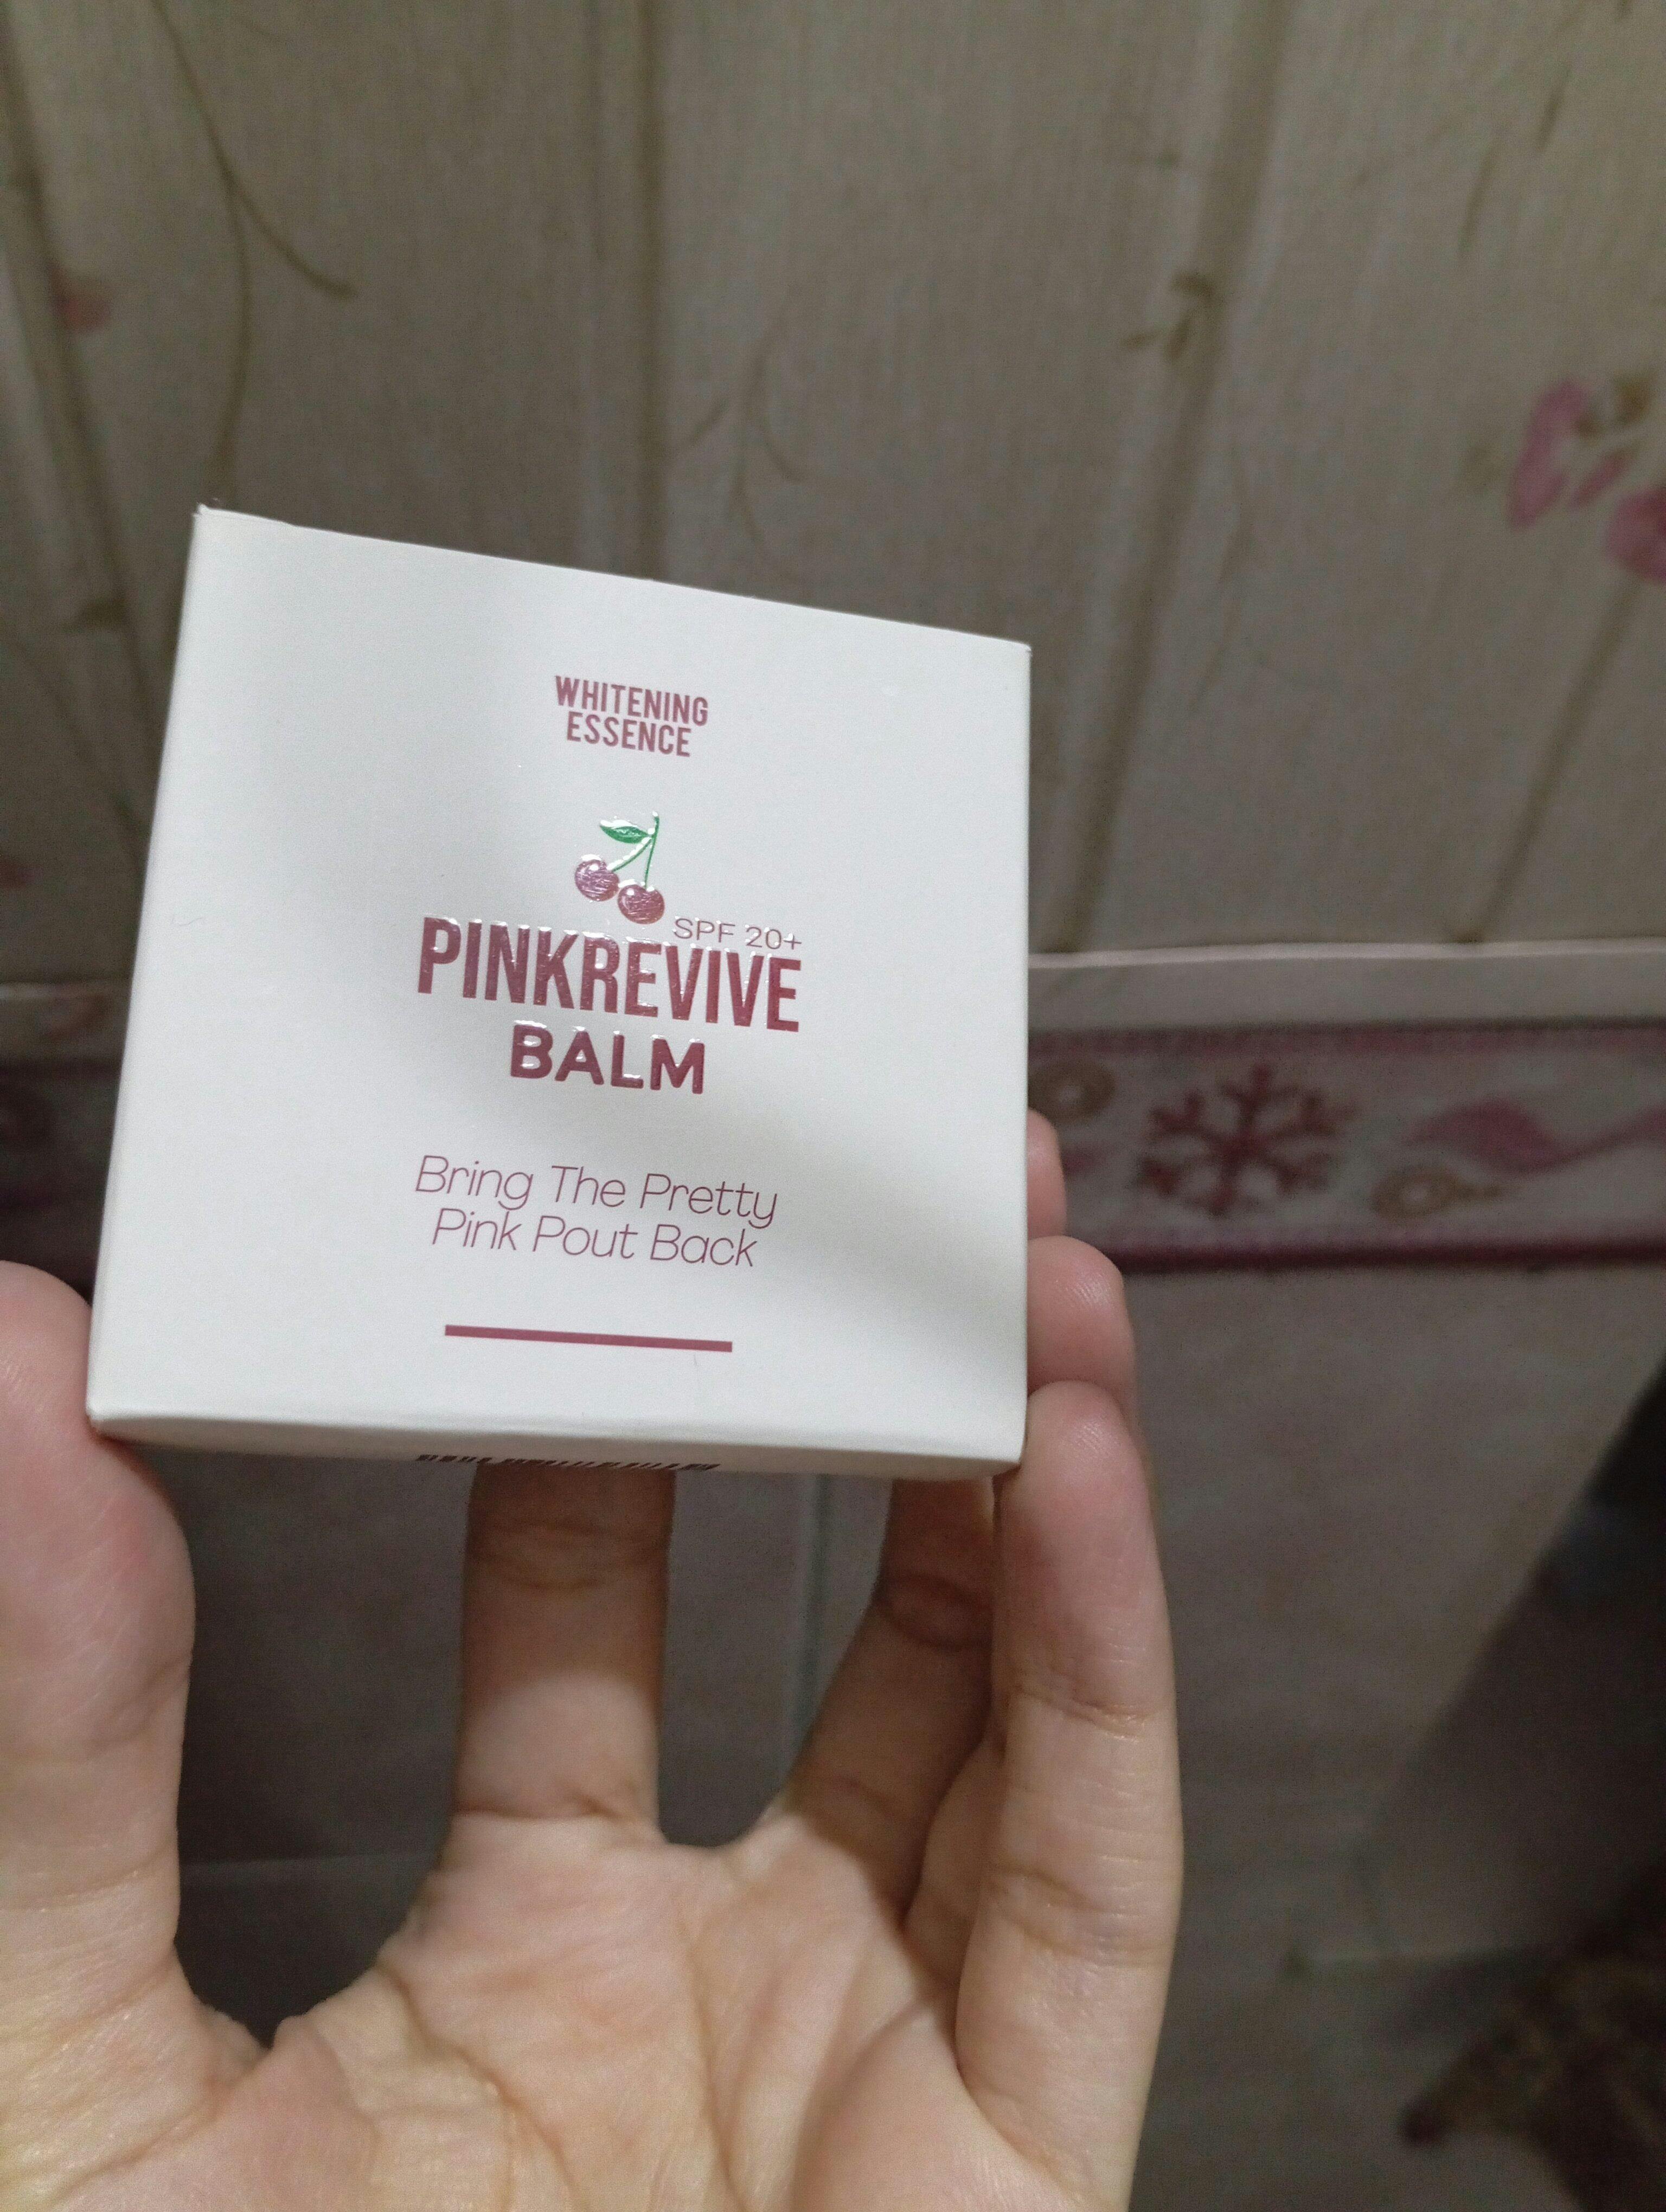 WHITENING
ESSENCE
SPF 20+
PINKREVIVE
BALM
Bring The Pretty
Pink Pout Back